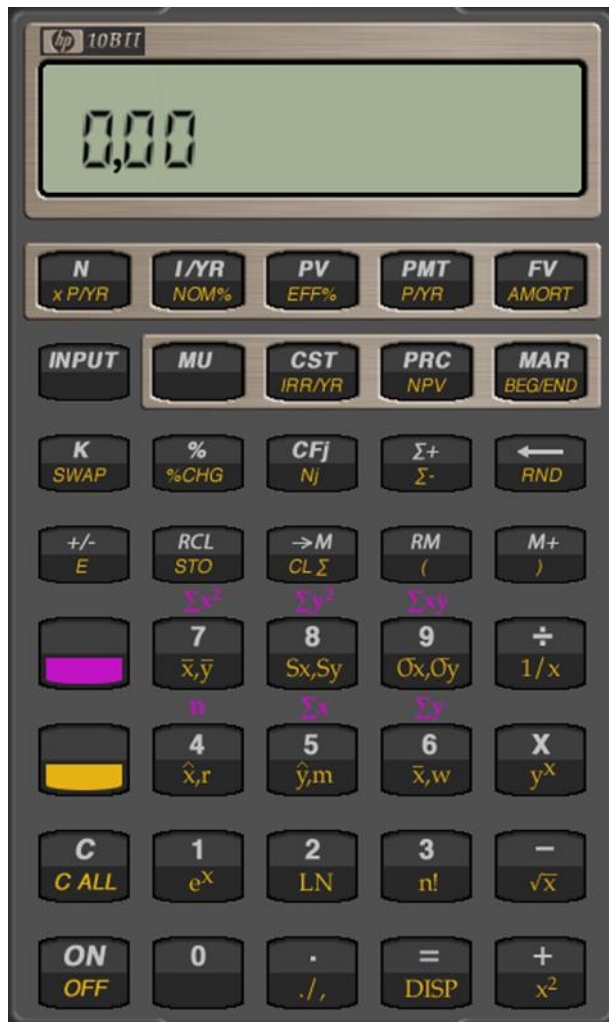 hp 10BII
0,00
N I/YR PV PMT FV
x P/YR NOM% EFF% P/YR AMORT
INPUT MU CST PRC MAR
IRR/YR NPV BEG/END
K % CFj Σ+ ←
SWAP %CHG Nj Σ- RND
+/- RCL →M RM M+
E STO CL Σ ( )
Σx² Σy² Σxy
7 8 9 ÷
x̄,ȳ Sx,Sy σx,σy 1/x
n Σx Σy
4 5 6 X
x̂,r ŷ,m x̄,w yˣ
C 1 2 3 −
C ALL eˣ LN n! √x
ON 0 . = +
OFF ./, DISP x²